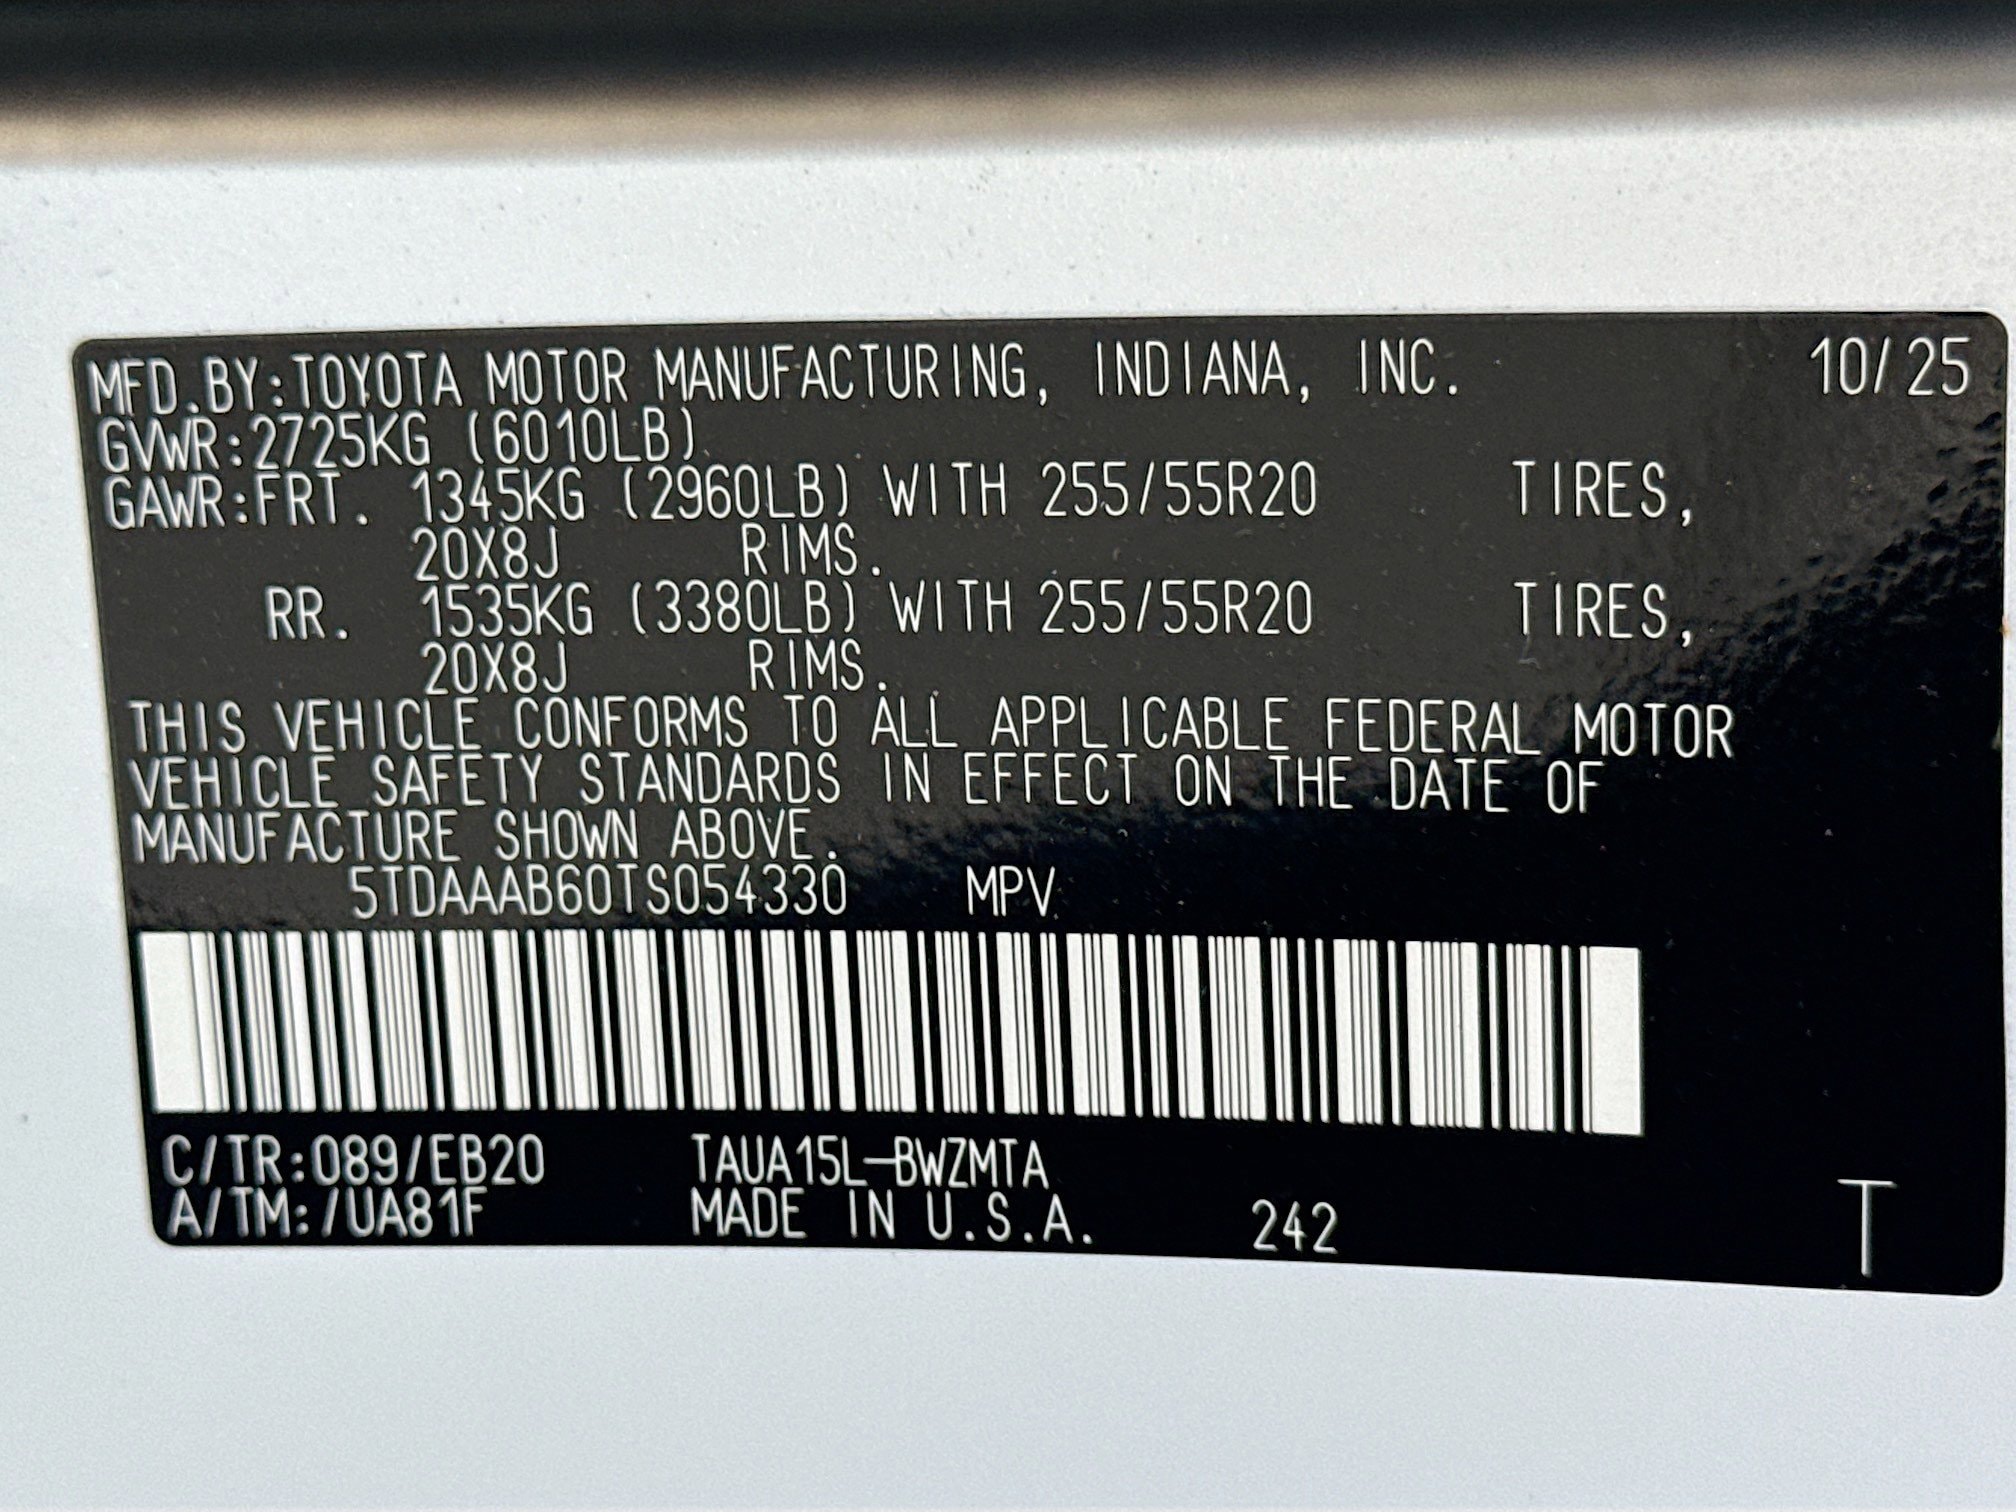 MFD.BY:TOYOTA MOTOR MANUFACTURING, INDIANA, INC. 10/25
GVWR:2725KG (6010LB)
GAWR:FRT. 1345KG (2960LB) WITH 255/55R20 TIRES,
20X8J RIMS.
RR. 1535KG (3380LB) WITH 255/55R20 TIRES,
20X8J RIMS.
THIS VEHICLE CONFORMS TO ALL APPLICABLE FEDERAL MOTOR
VEHICLE SAFETY STANDARDS IN EFFECT ON THE DATE OF
MANUFACTURE SHOWN ABOVE.
5TDAAAB60TS054330 MPV
C/TR:089/EB20 TAUA15L-BWZMTA
A/TM:/UA81F MADE IN U.S.A. 242 T